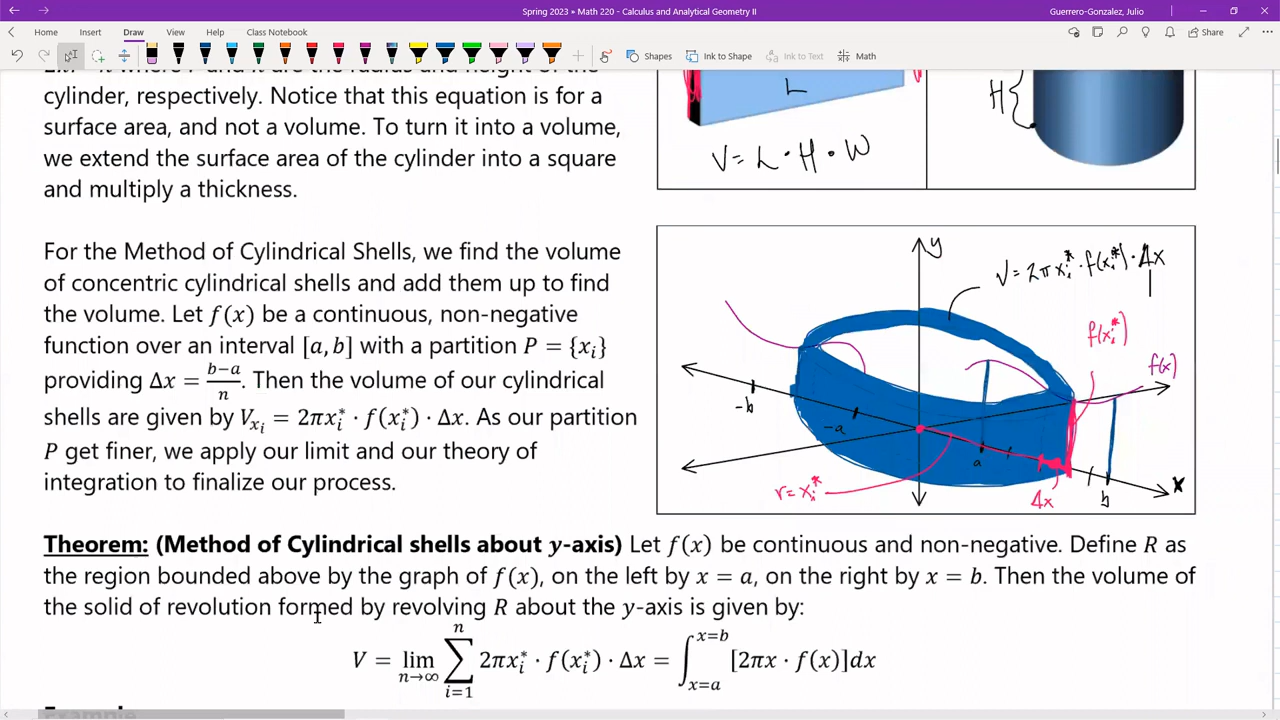 Spring 2023 » Math 220 - Calculus and Analytical Geometry II
Guerrero-Gonzalez, Julio
Home Insert Draw View Help Class Notebook
Share
Shapes Ink to Shape Ink to Text Math
cylinder, respectively. Notice that this equation is for a
surface area, and not a volume. To turn it into a volume,
we extend the surface area of the cylinder into a square
and multiply a thickness.
L
V = L · H · W
H
For the Method of Cylindrical Shells, we find the volume
of concentric cylindrical shells and add them up to find
the volume. Let f(x) be a continuous, non-negative
function over an interval [a, b] with a partition P = {x_i}
providing Δx = (b−a)/n. Then the volume of our cylindrical
shells are given by V_{x_i} = 2πx_i^* · f(x_i^*) · Δx. As our partition
P get finer, we apply our limit and our theory of
integration to finalize our process.
y
V = 2πx_i^* · f(x_i^*) · Δx
f(x_i^*)
f(x)
-b
-a
a
r = x_i^*
Δx
b
x
Theorem: (Method of Cylindrical shells about y-axis) Let f(x) be continuous and non-negative. Define R as
the region bounded above by the graph of f(x), on the left by x = a, on the right by x = b. Then the volume of
the solid of revolution formed by revolving R about the y-axis is given by:
V = lim_{n→∞} ∑_{i=1}^{n} 2πx_i^* · f(x_i^*) · Δx = ∫_{x=a}^{x=b} [2πx · f(x)]dx